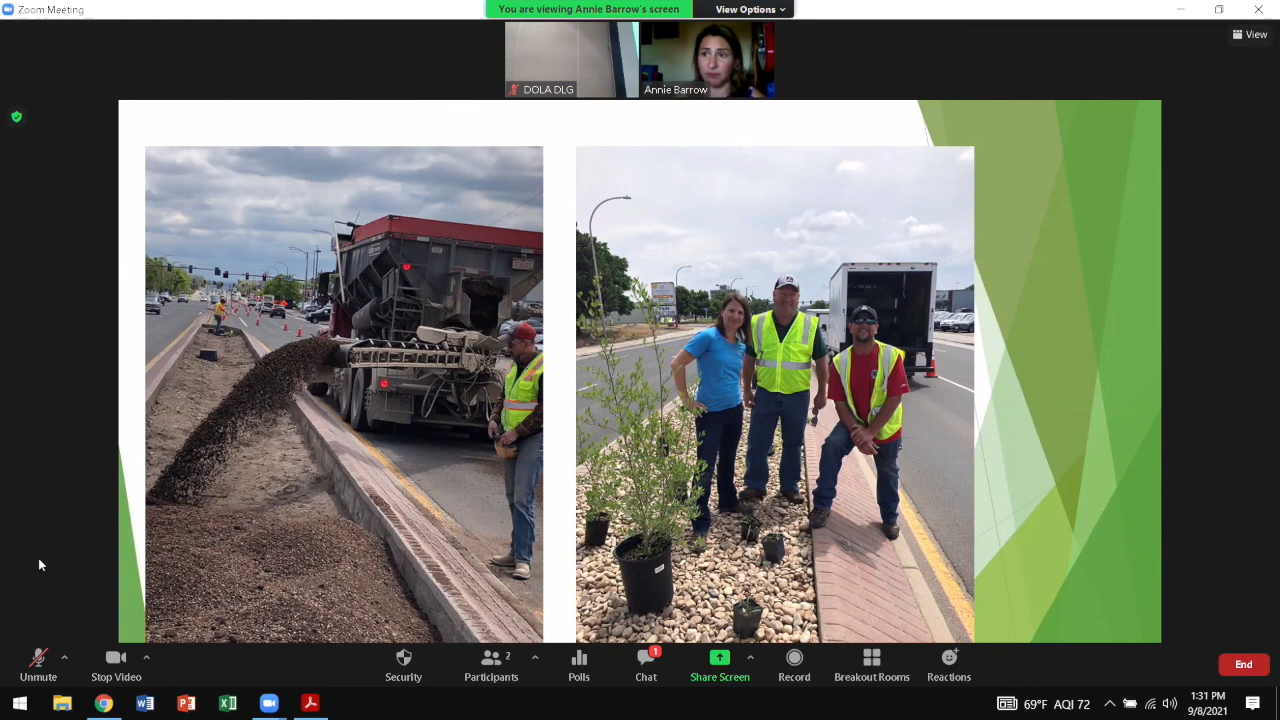 Zoom Meeting
You are viewing Annie Barrow's screen
View Options
View
DOLA DLG
Annie Barrow
Unmute
Stop Video
Security
2
Participants
Polls
1
Chat
Share Screen
Record
Breakout Rooms
Reactions
End
69°F AQI 72
1:31 PM
9/8/2021